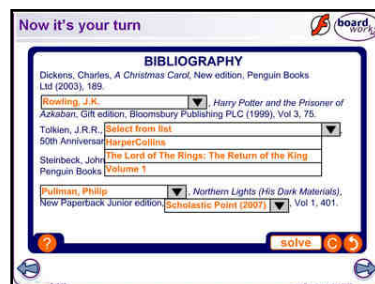 Now it's your turn
board works
BIBLIOGRAPHY
Dickens, Charles, A Christmas Carol, New edition, Penguin Books
Ltd (2003), 189.
Rowling, J.K. , Harry Potter and the Prisoner of
Azkaban, Gift edition, Bloomsbury Publishing PLC (1999), Vol 3, 75.
Tolkien, J.R.R., Select from list
50th Anniversar HarperCollins
The Lord of The Rings: The Return of the King
Steinbeck, John
Penguin Books Volume 1
Pullman, Philip , Northern Lights (His Dark Materials),
New Paperback Junior edition, Scholastic Point (2007) , Vol 1, 401.
? solve C